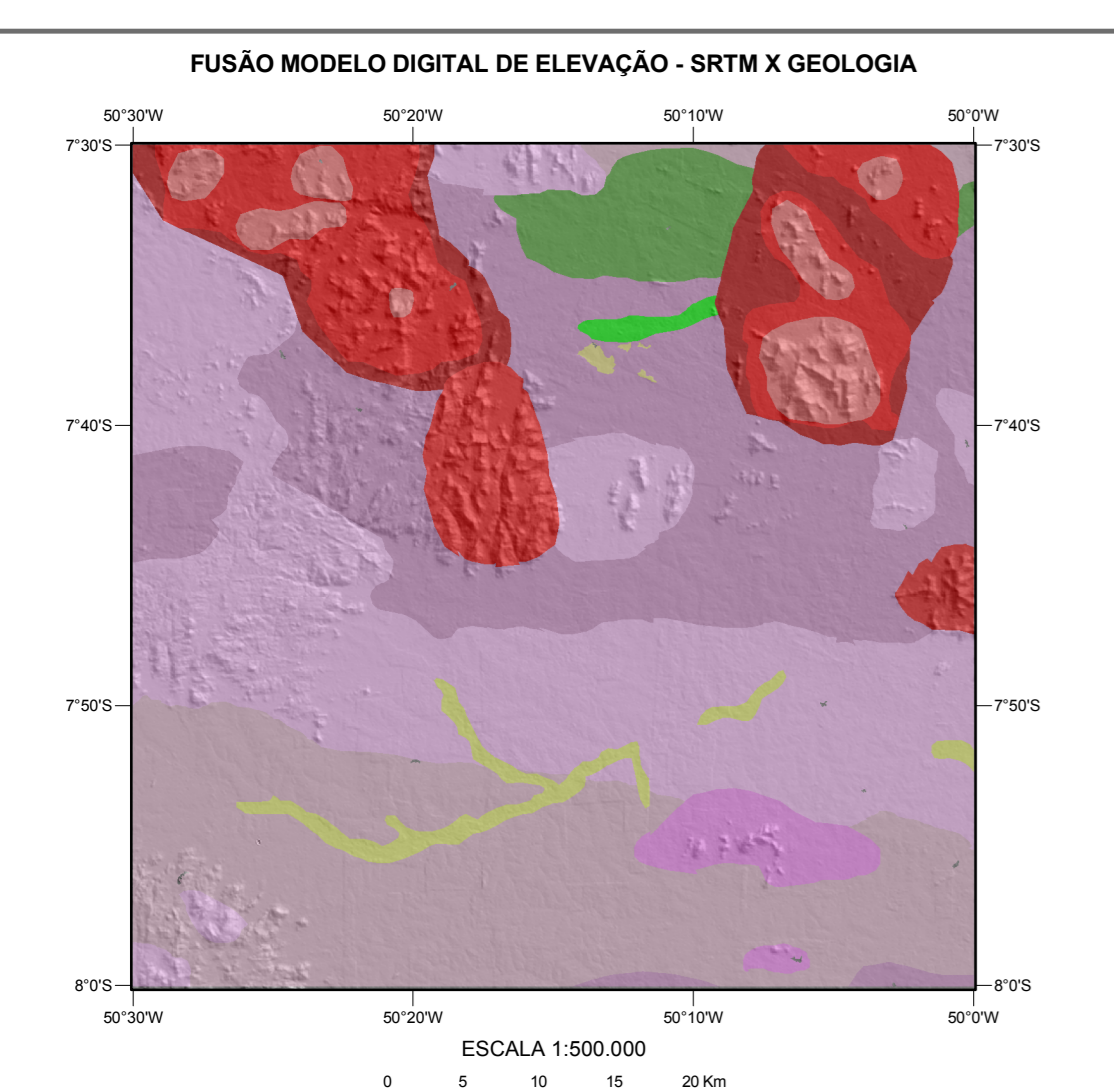 FUSÃO MODELO DIGITAL DE ELEVAÇÃO - SRTM X GEOLOGIA
50°30'W 50°20'W 50°10'W 50°0'W
7°30'S 7°30'S
7°40'S 7°40'S
7°50'S 7°50'S
8°0'S 8°0'S
50°30'W 50°20'W 50°10'W 50°0'W
ESCALA 1:500.000
0 5 10 15 20 Km